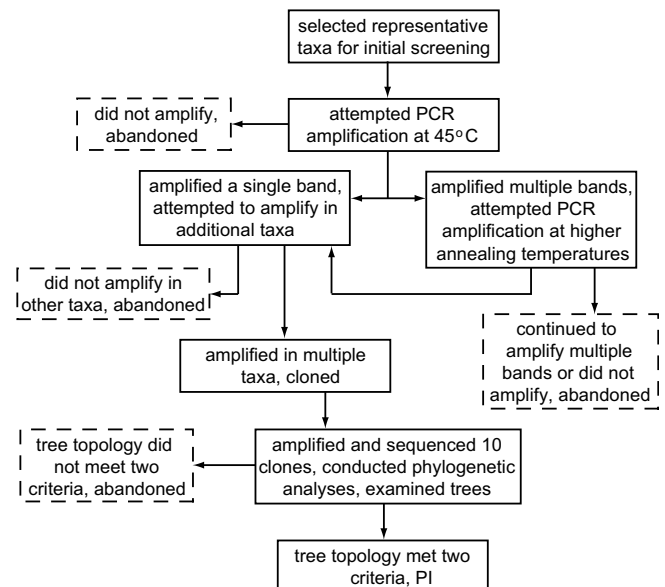 selected representative
taxa for initial screening
did not amplify,
abandoned
attempted PCR
amplification at 45°C
amplified a single band,
attempted to amplify in
additional taxa
amplified multiple bands,
attempted PCR
amplification at higher
annealing temperatures
did not amplify in
other taxa, abandoned
continued to
amplify multiple
bands or did not
amplify, abandoned
amplified in multiple
taxa, cloned
tree topology did
not meet two
criteria, abandoned
amplified and sequenced 10
clones, conducted phylogenetic
analyses, examined trees
tree topology met two
criteria, PI